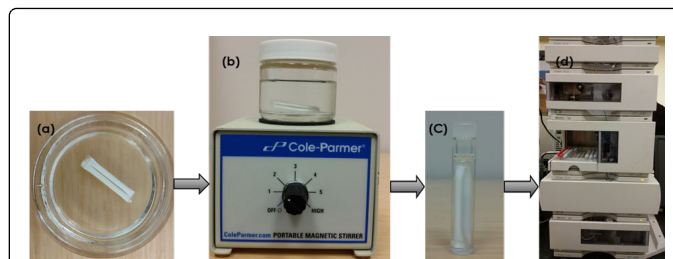 (a)
(b)
Cole-Parmer
3
2 4
1 5
OFF HIGH
ColeParmer.com PORTABLE MAGNETIC STIRRER
(C)
(d)